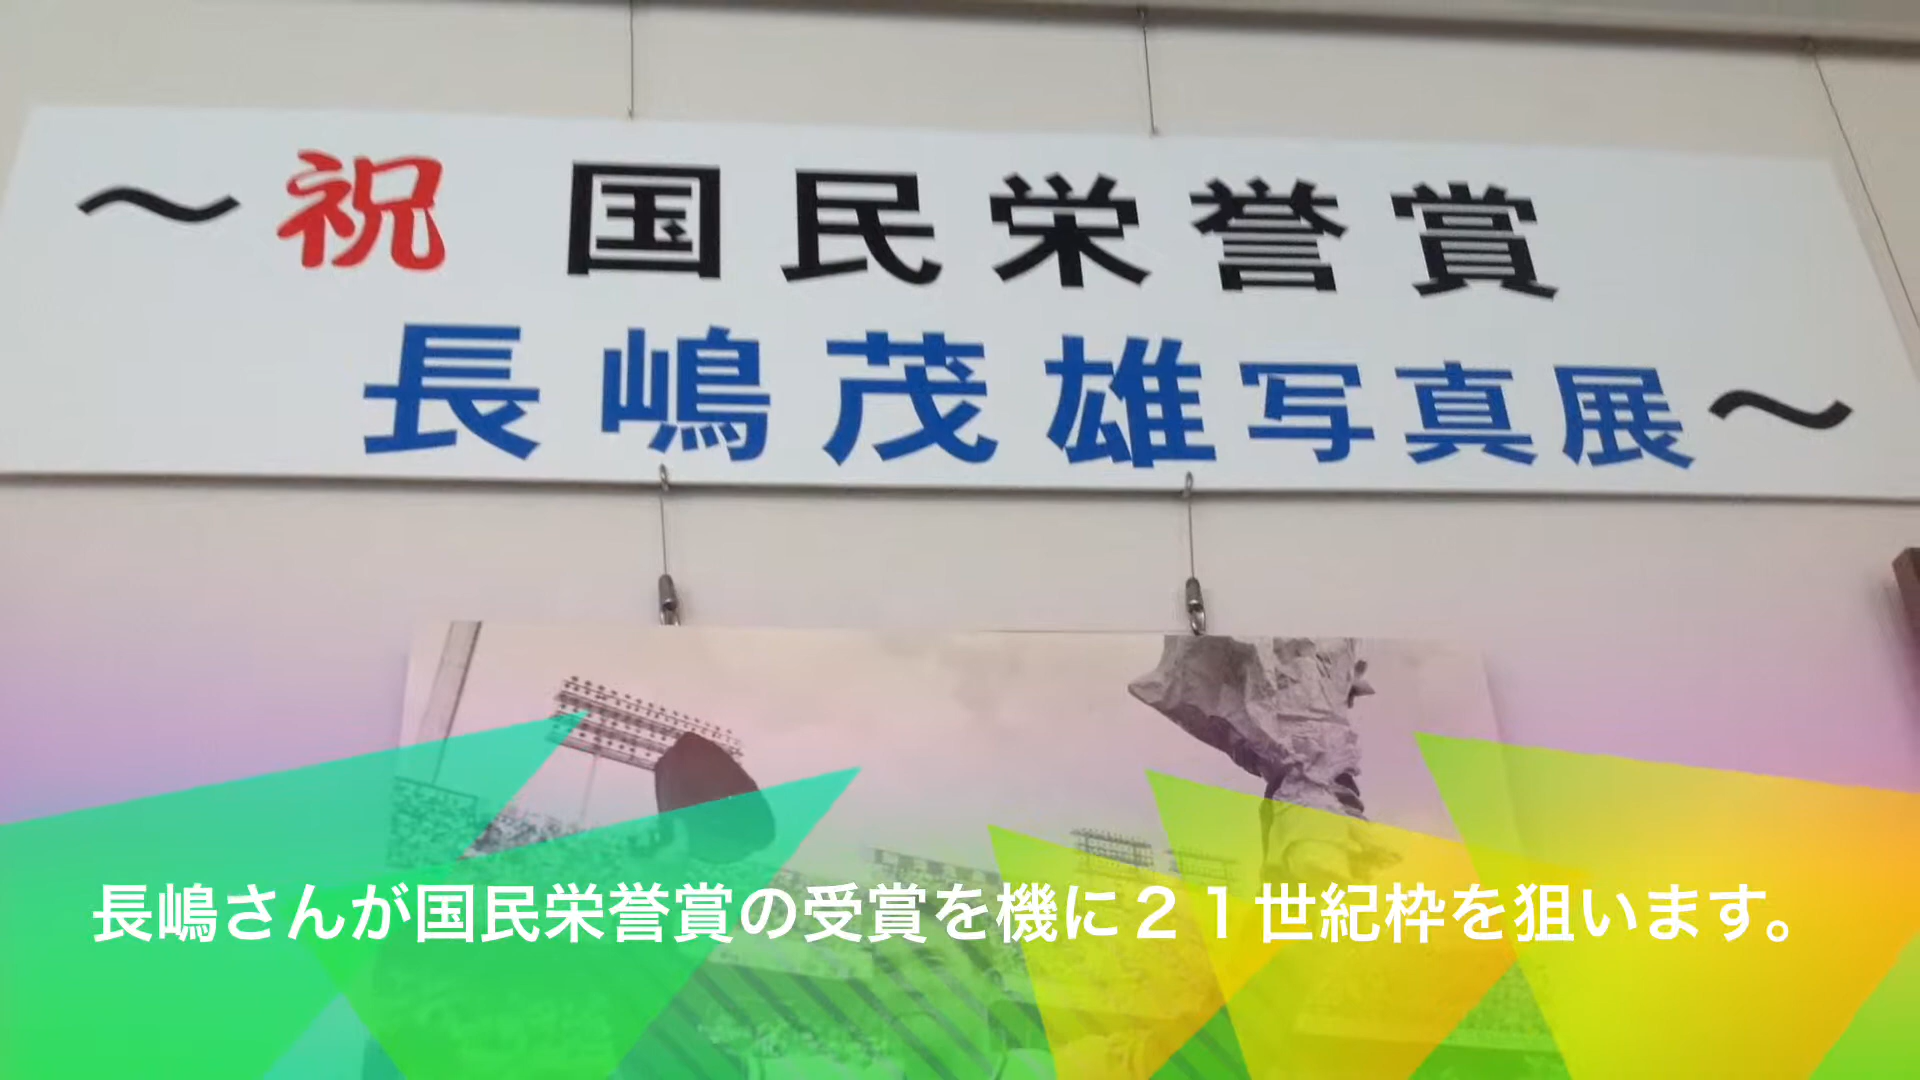 ～祝 国民栄誉賞
長嶋茂雄写真展～
長嶋さんが国民栄誉賞の受賞を機に２１世紀枠を狙います。